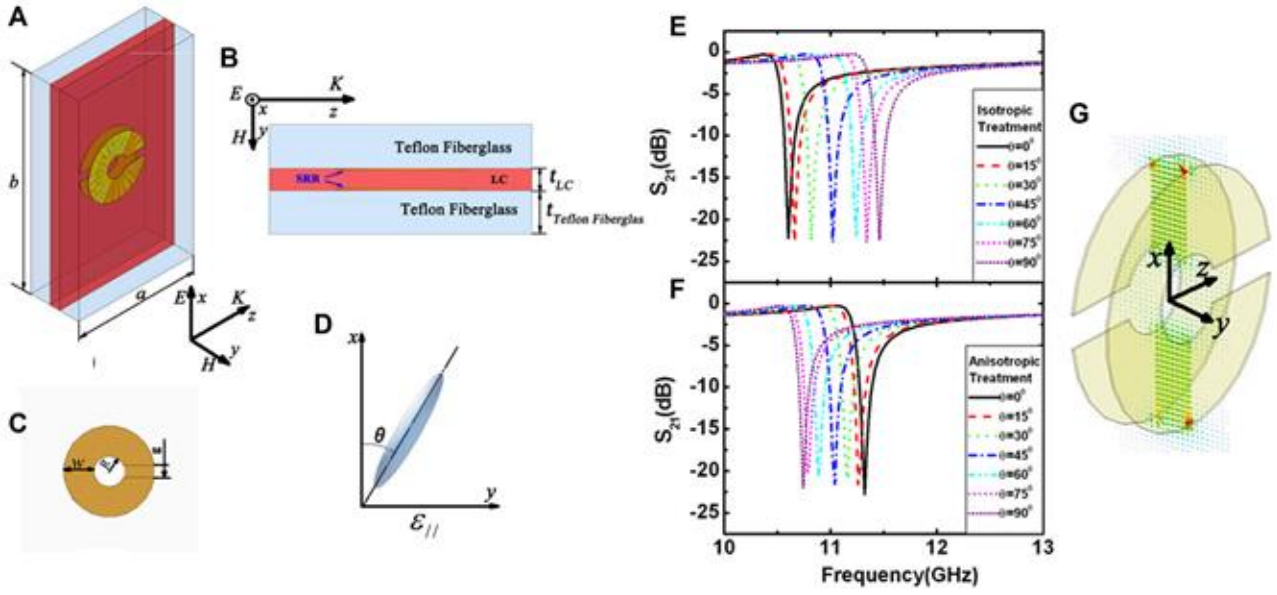 A
b
a
E
x
K
z
y
H
B
E
K
x
z
H
y
Teflon Fiberglass
SRR
LC
t_LC
Teflon Fiberglass
t_Teflon Fiberglas
C
w
g
D
x
θ
y
ε_//
E
0
-5
-10
-15
-20
-25
S21(dB)
Isotropic
Treatment
Θ=0°
Θ=15°
Θ=30°
Θ=45°
Θ=60°
Θ=75°
Θ=90°
F
0
-5
-10
-15
-20
-25
S21(dB)
Anisotropic
Treatment
Θ=0°
Θ=15°
Θ=30°
Θ=45°
Θ=60°
Θ=75°
Θ=90°
10
11
12
13
Frequency(GHz)
G
x
z
y